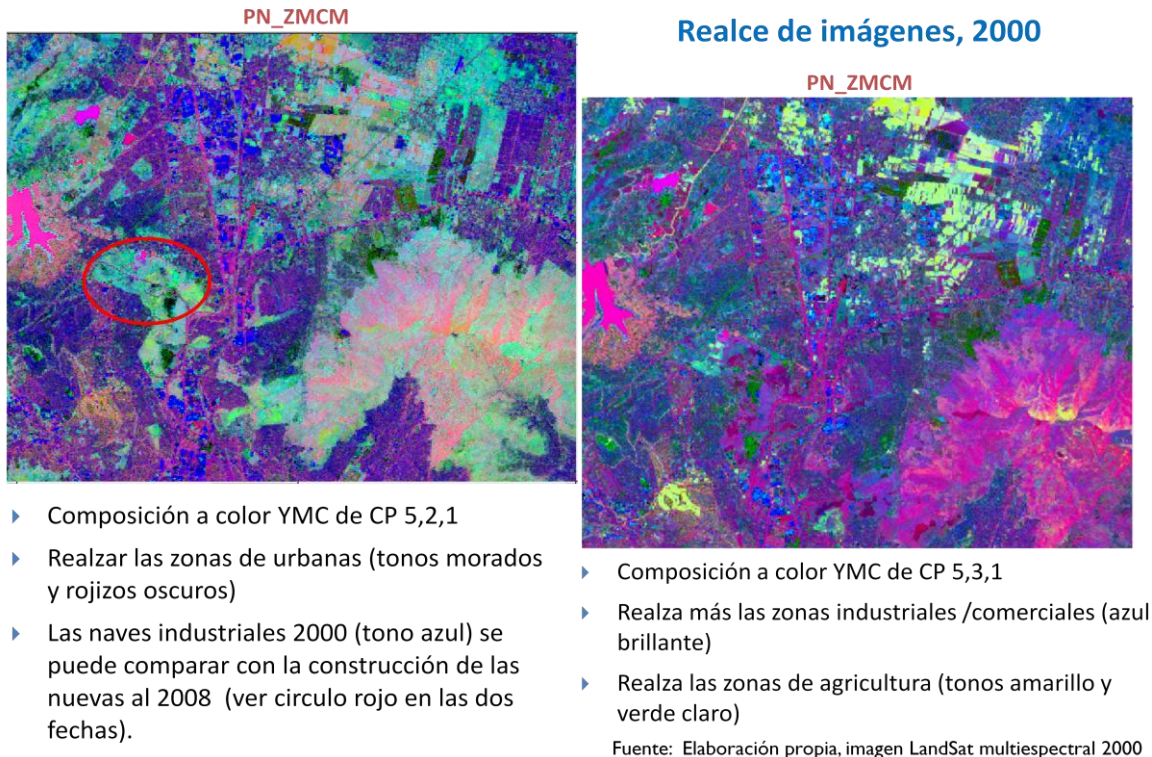 PN_ZMCM
Composición a color YMC de CP 5,2,1
Realzar las zonas de urbanas (tonos morados
y rojizos oscuros)
Las naves industriales 2000 (tono azul) se
puede comparar con la construcción de las
nuevas al 2008 (ver circulo rojo en las dos
fechas).
Realce de imágenes, 2000
PN_ZMCM
Composición a color YMC de CP 5,3,1
Realza más las zonas industriales /comerciales (azul
brillante)
Realza las zonas de agricultura (tonos amarillo y
verde claro)
Fuente: Elaboración propia, imagen LandSat multiespectral 2000